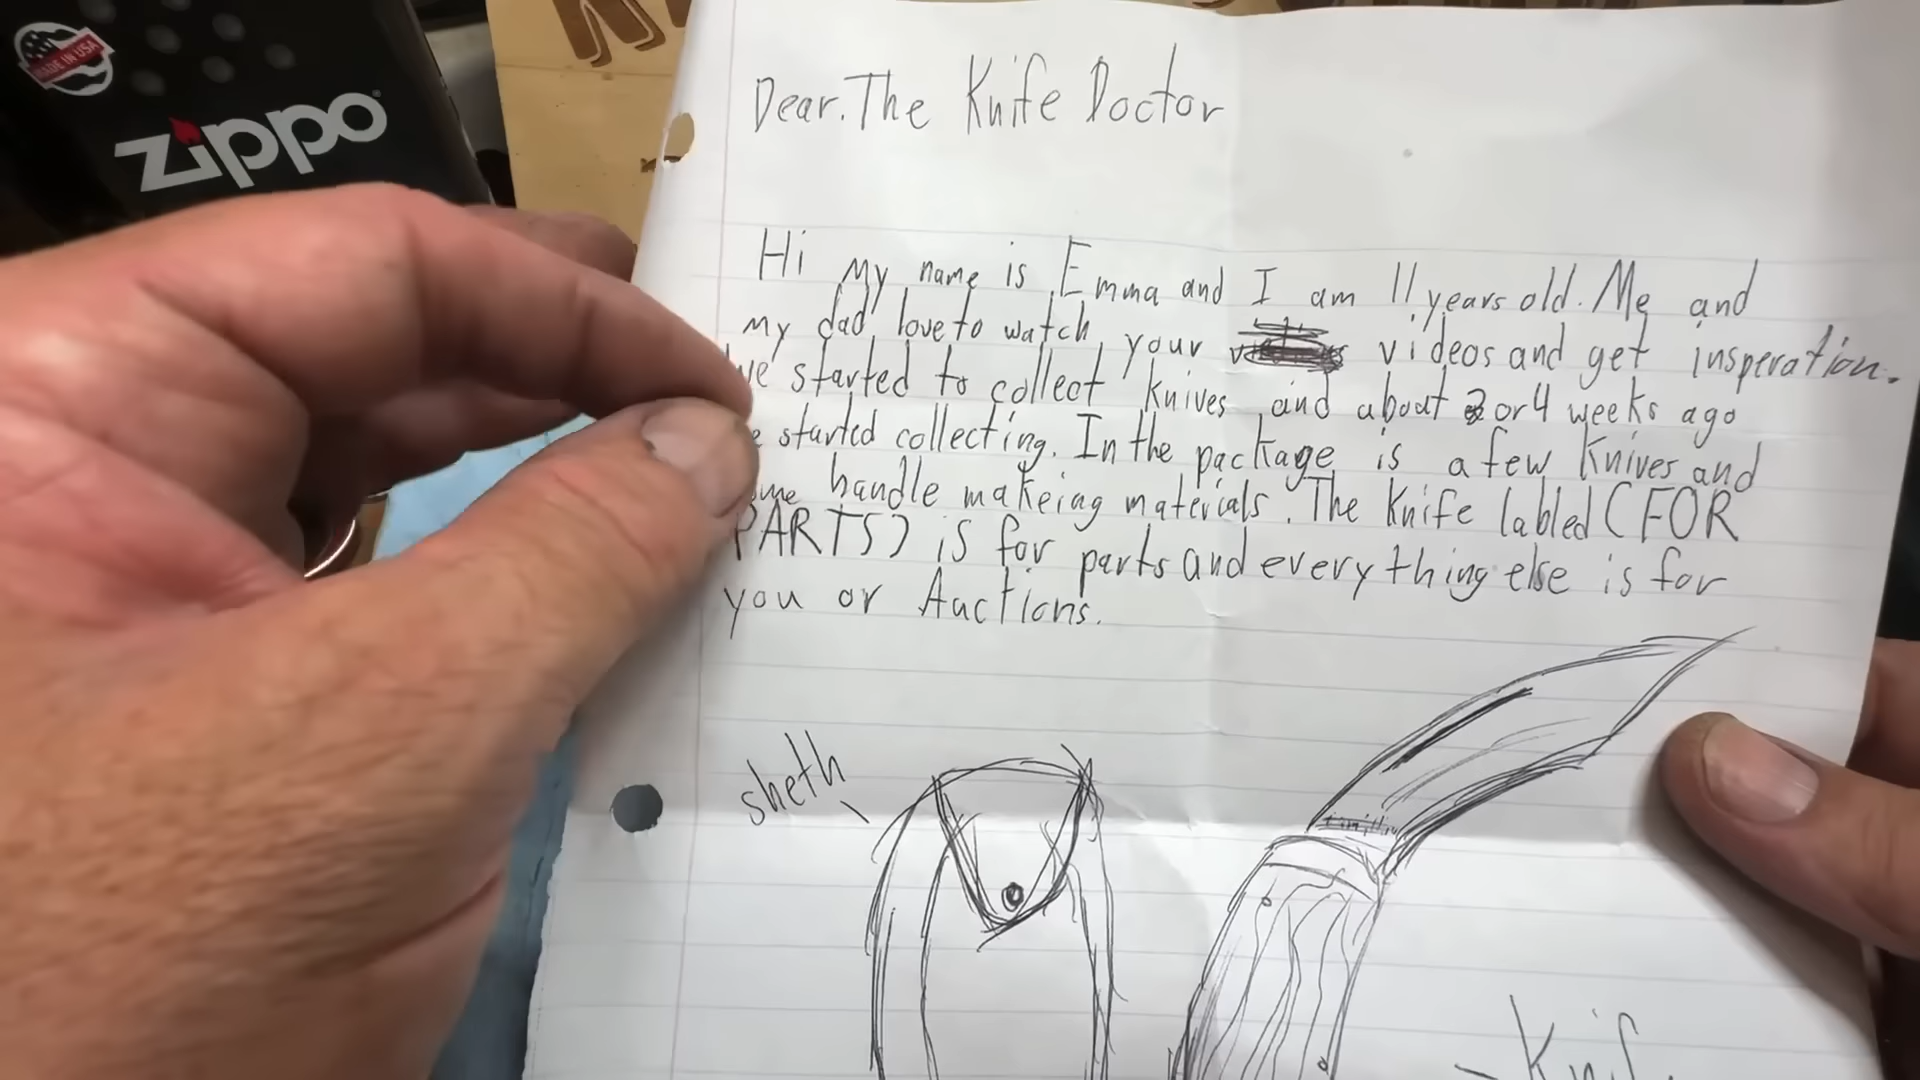 MADE IN USA
zippo
Dear. The Knife Doctor
Hi My name is Emma and I am 11 years old. Me and
my dad love to watch your videos and get insperation.
we started to collect knives and about 3 or 4 weeks ago
started collecting. In the package is a few knives and
handle makeing materials. The Knife labled (FOR
PARTS) is for parts and everything else is for
you or Auctions.
sheth